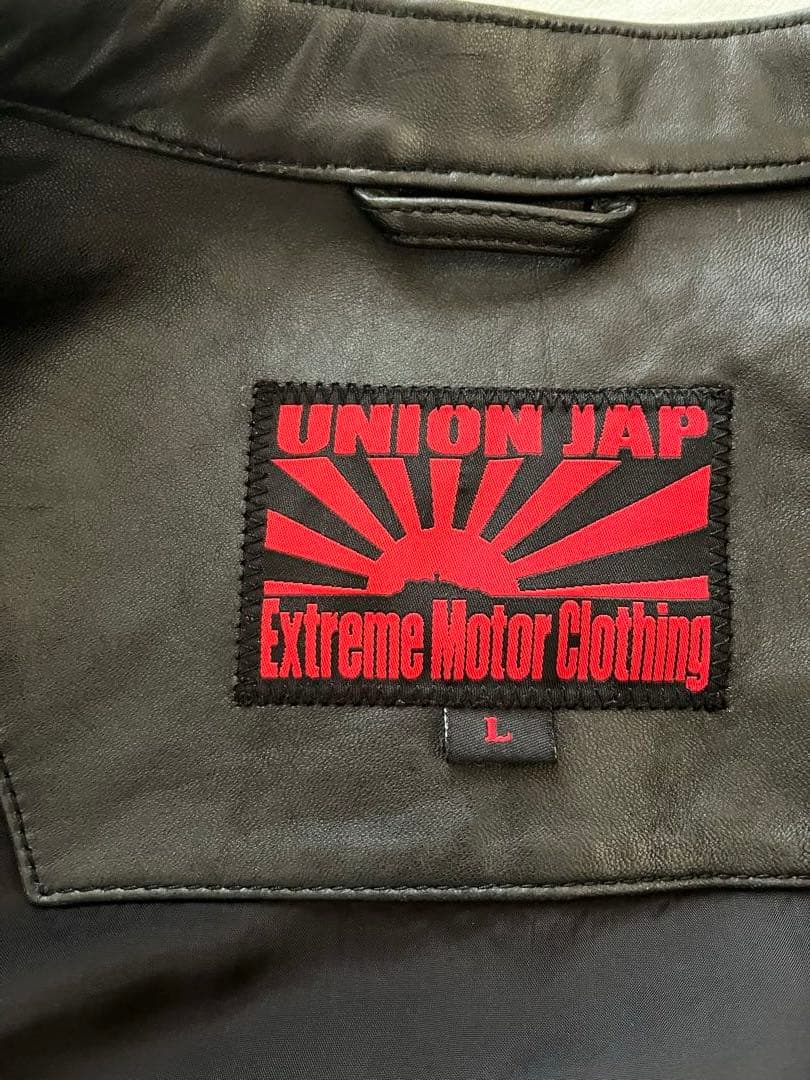 UNION JAP
Extreme Motor Clothing
L